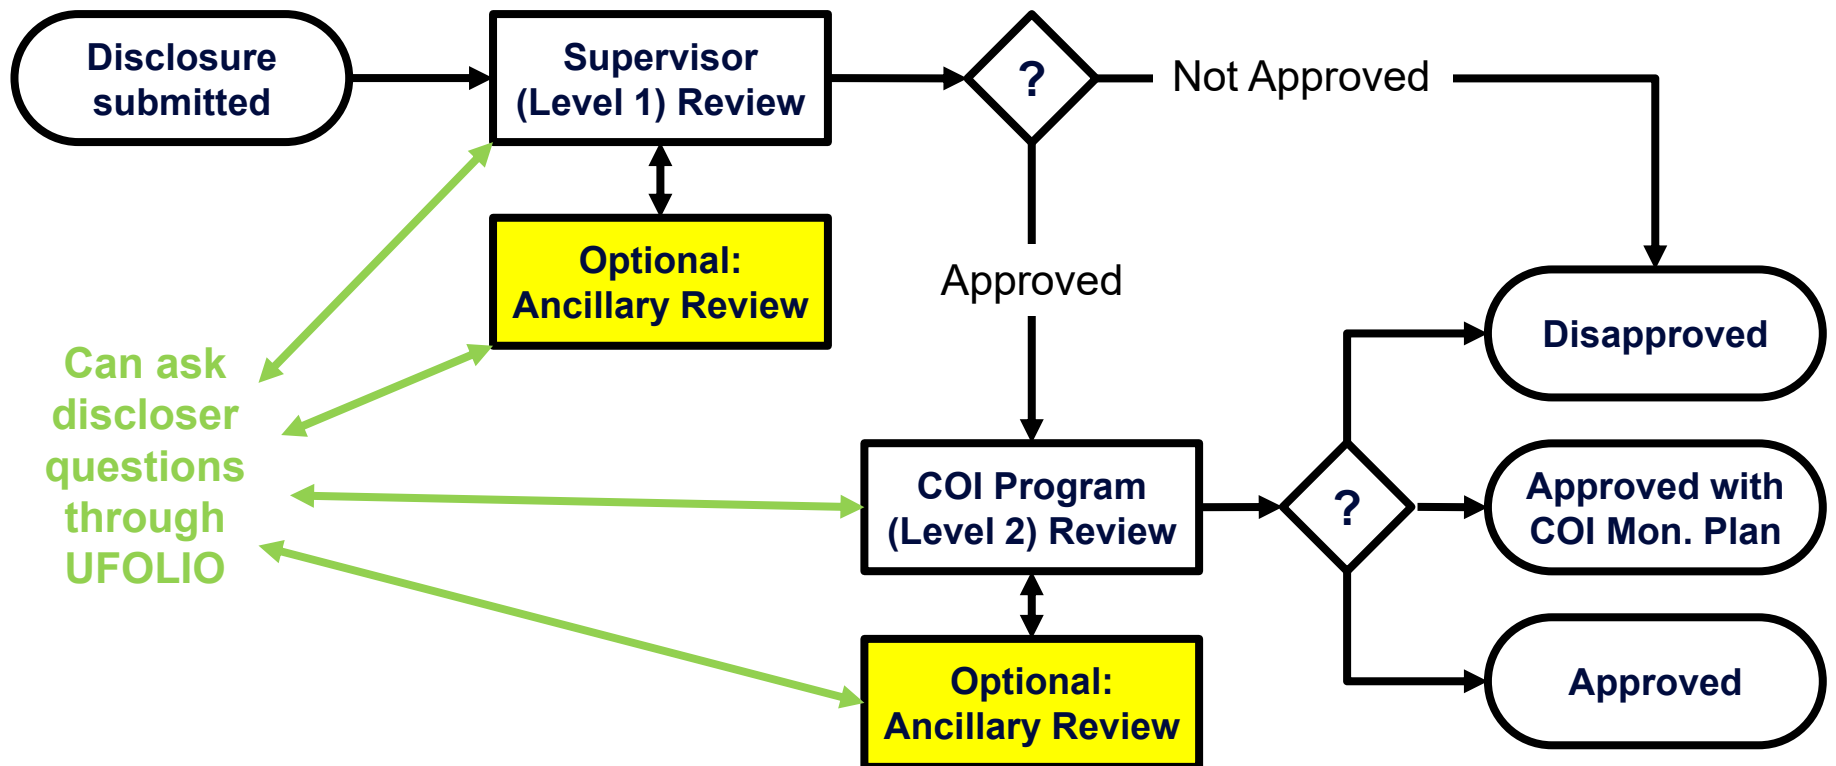 Disclosure
submitted
Supervisor
(Level 1) Review
?
Not Approved
Optional:
Ancillary Review
Approved
Can ask
discloser
questions
through
UFOLIO
COI Program
(Level 2) Review
?
Disapproved
Approved with
COI Mon. Plan
Approved
Optional:
Ancillary Review